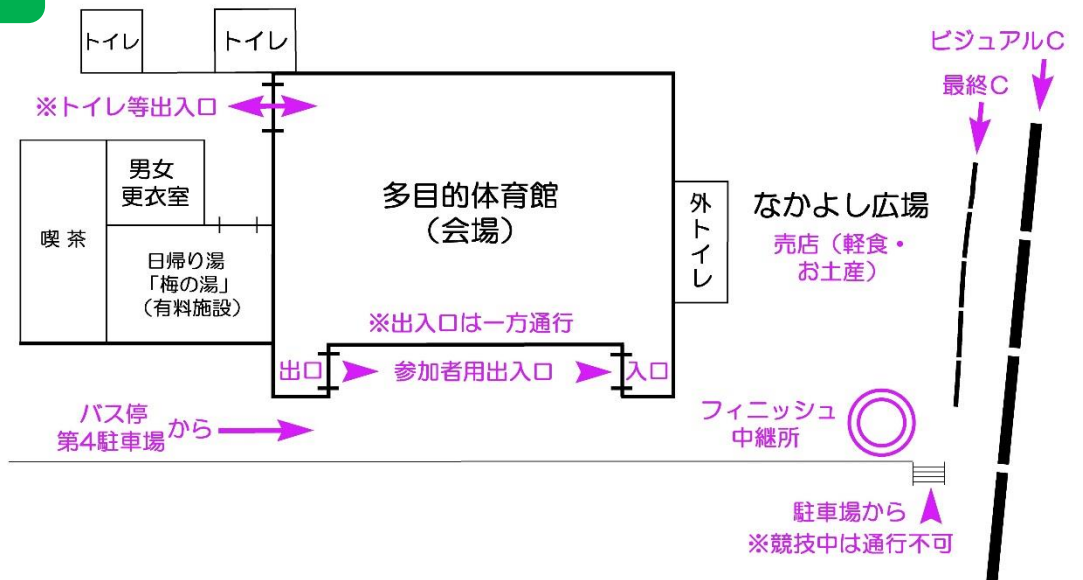 トイレ
トイレ
※トイレ等出入口
喫 茶
男女
更衣室
日帰り湯
「梅の湯」
（有料施設）
多目的体育館
（会場）
外トイレ
なかよし広場
売店（軽食・
お土産）
ビジュアルC
最終C
※出入口は一方通行
出口
参加者用出入口
入口
バス停
第4駐車場
から
フィニッシュ
中継所
駐車場から
※競技中は通行不可